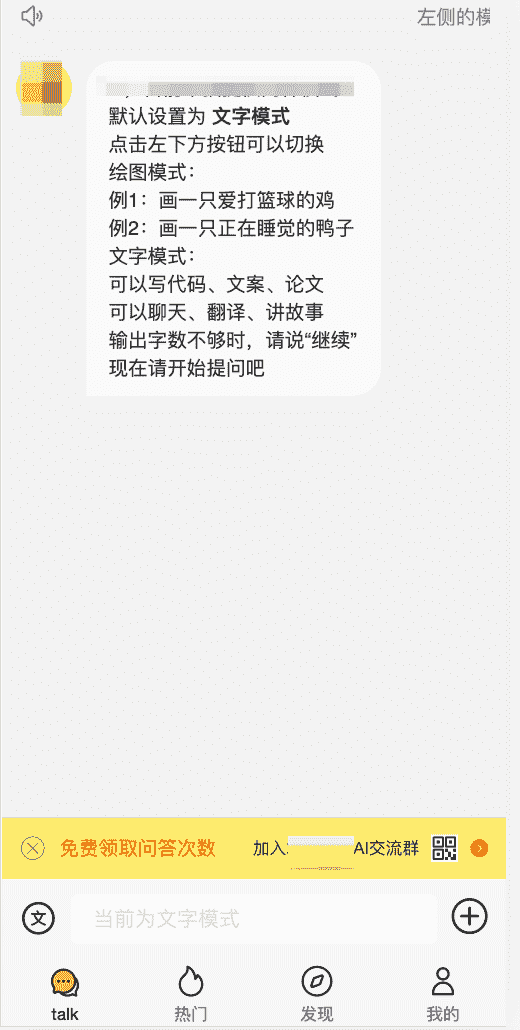 左侧的模
默认设置为 文字模式
点击左下方按钮可以切换
绘图模式：
例1：画一只爱打篮球的鸡
例2：画一只正在睡觉的鸭子
文字模式：
可以写代码、文案、论文
可以聊天、翻译、讲故事
输出字数不够时，请说“继续”
现在请开始提问吧
免费领取问答次数 加入 AI交流群
文 当前为文字模式
talk 热门 发现 我的